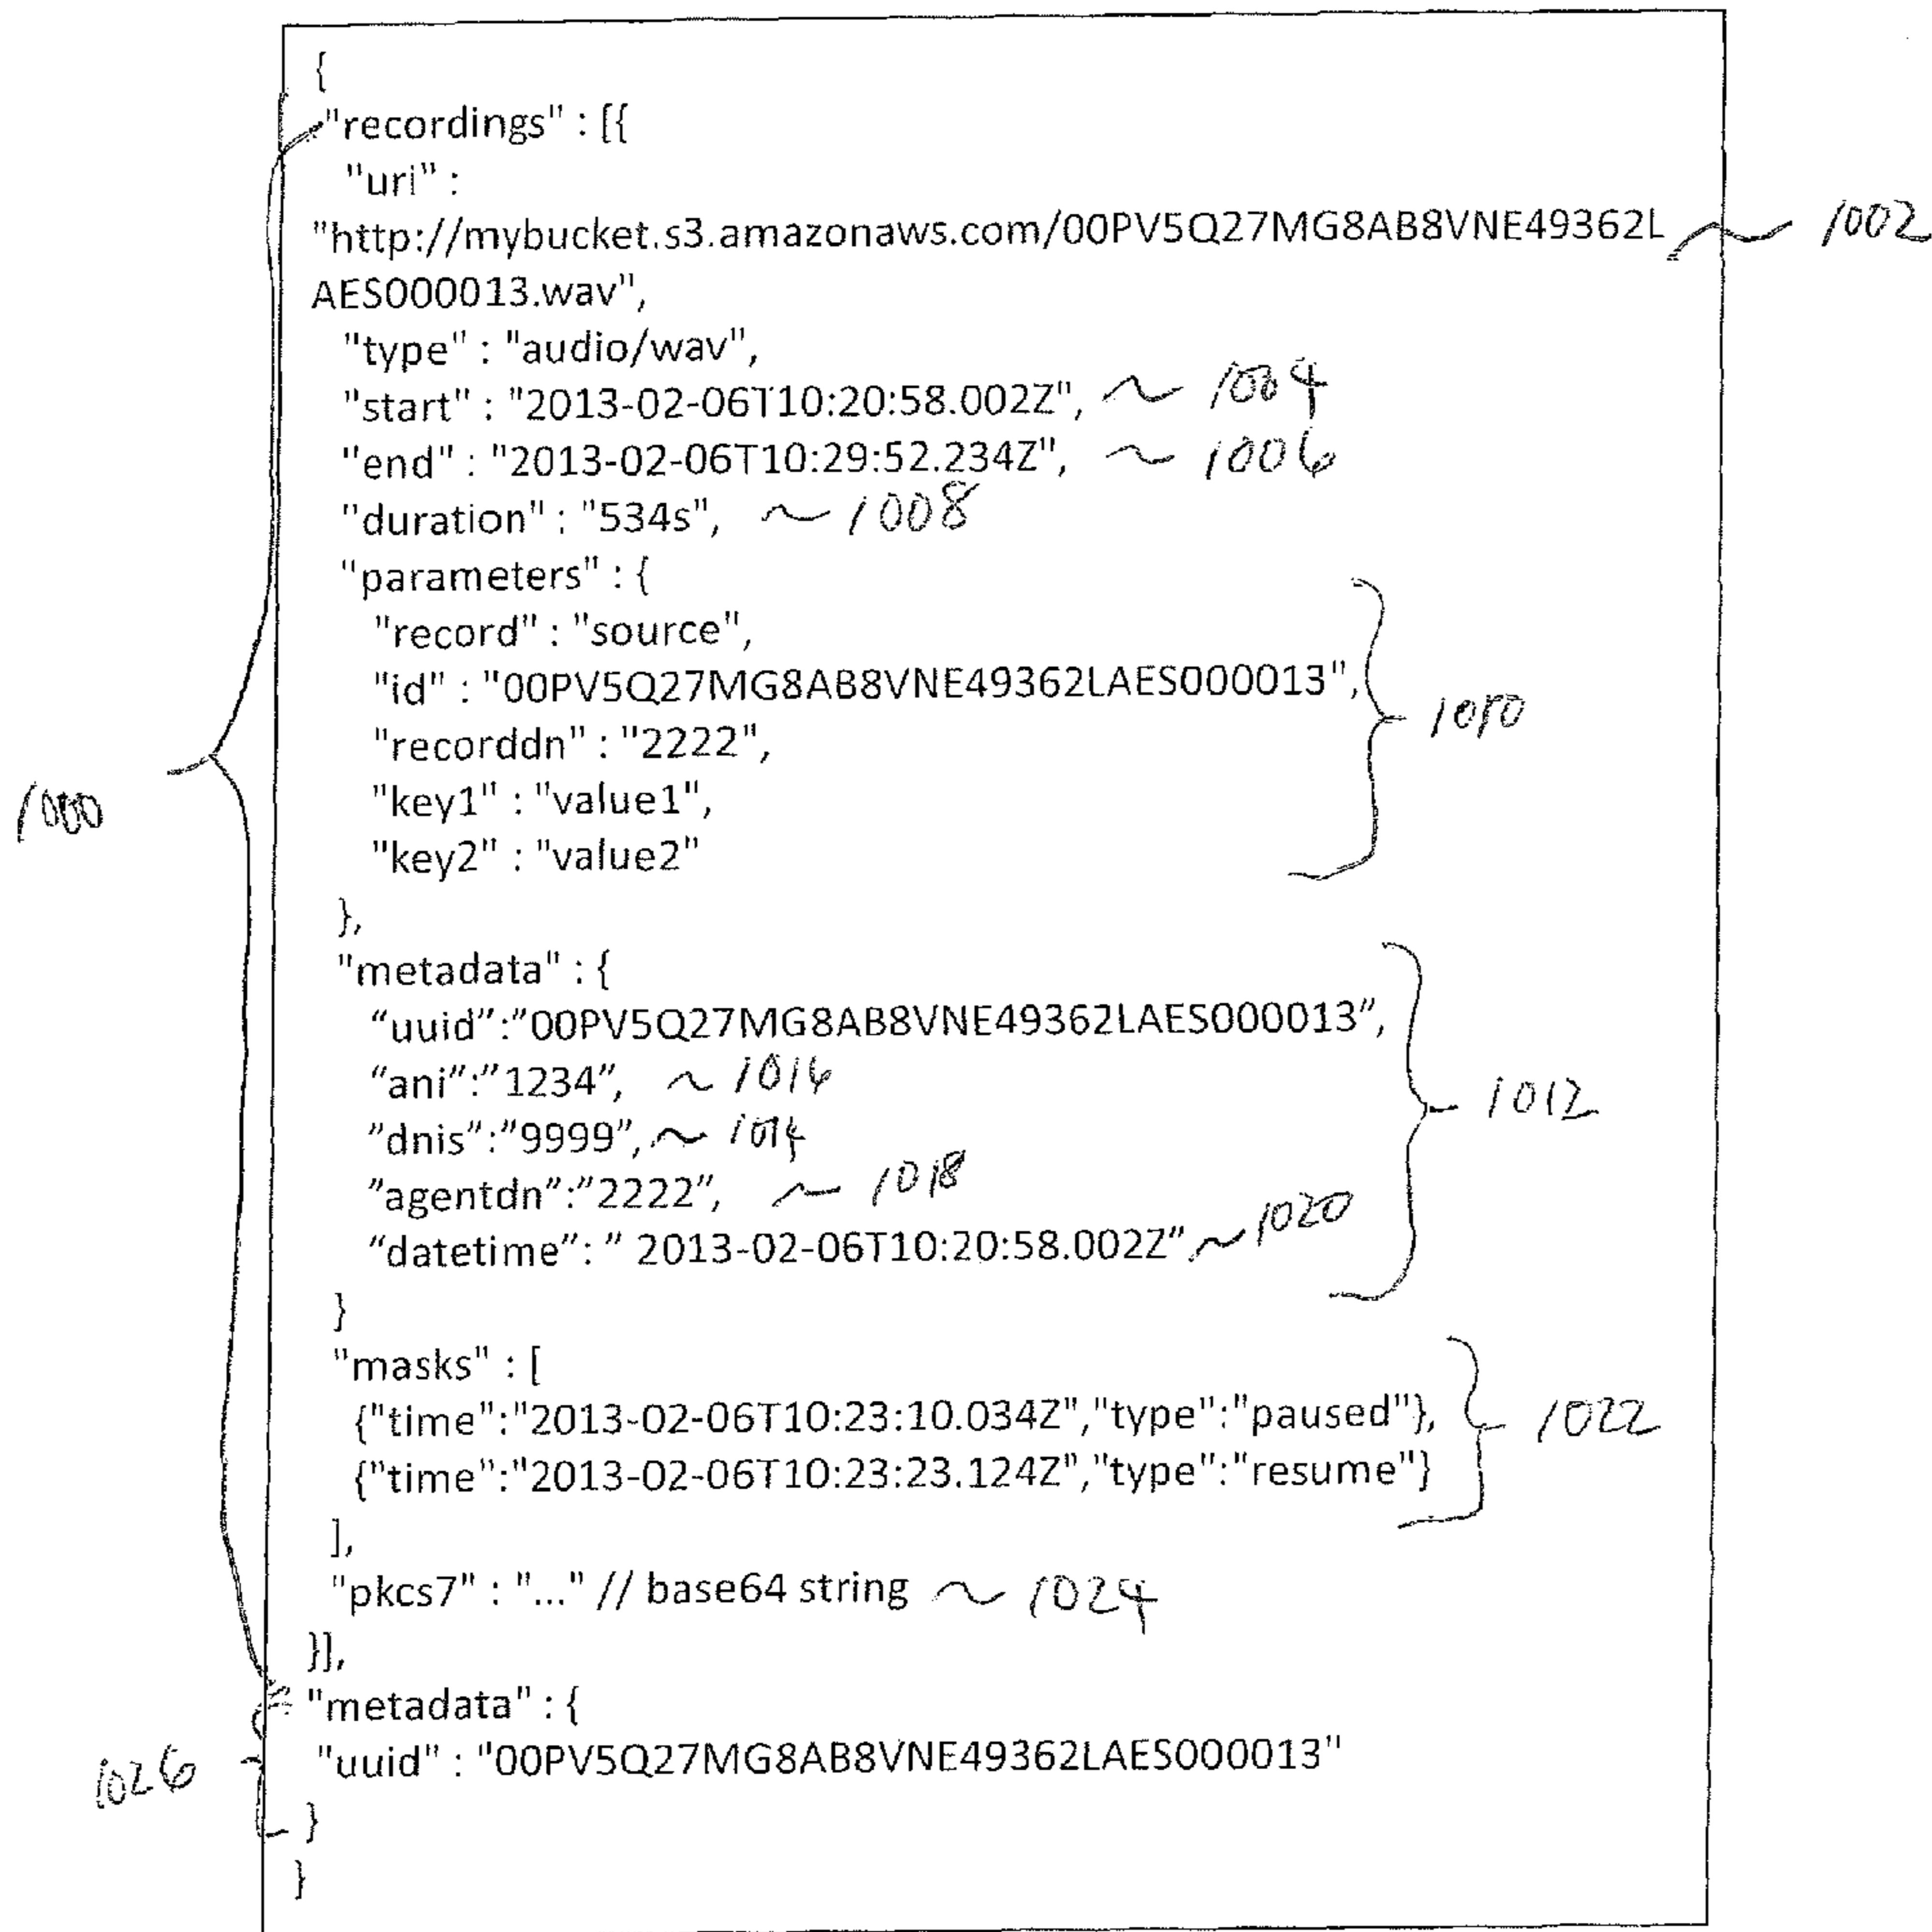 {
"recordings" : [{
"uri" :
"http://mybucket.s3.amazonaws.com/00PV5Q27MG8AB8VNE49362L ~ 1002
AES000013.wav",
"type" : "audio/wav",
"start" : "2013-02-06T10:20:58.002Z", ~ 1004
"end" : "2013-02-06T10:29:52.234Z", ~ 1006
"duration" : "534s", ~ 1008
"parameters" : {
"record" : "source",
"id" : "00PV5Q27MG8AB8VNE49362LAES000013",
"recorddn" : "2222", 1010
"key1" : "value1",
1000
"key2" : "value2"
},
"metadata" : {
“uuid”:”00PV5Q27MG8AB8VNE49362LAES000013”,
“ani”:”1234”, ~ 1016
1012
”dnis”:”9999”, ~ 1014
”agentdn”:”2222”, ~ 1018
“datetime”: ” 2013-02-06T10:20:58.002Z” ~ 1020
}
"masks" : [
{"time":"2013-02-06T10:23:10.034Z","type":"paused"}, 1022
{"time":"2013-02-06T10:23:23.124Z","type":"resume"}
],
"pkcs7" : "..." // base64 string ~ 1024
}],
"metadata" : {
1026 "uuid" : "00PV5Q27MG8AB8VNE49362LAES000013"
}
}